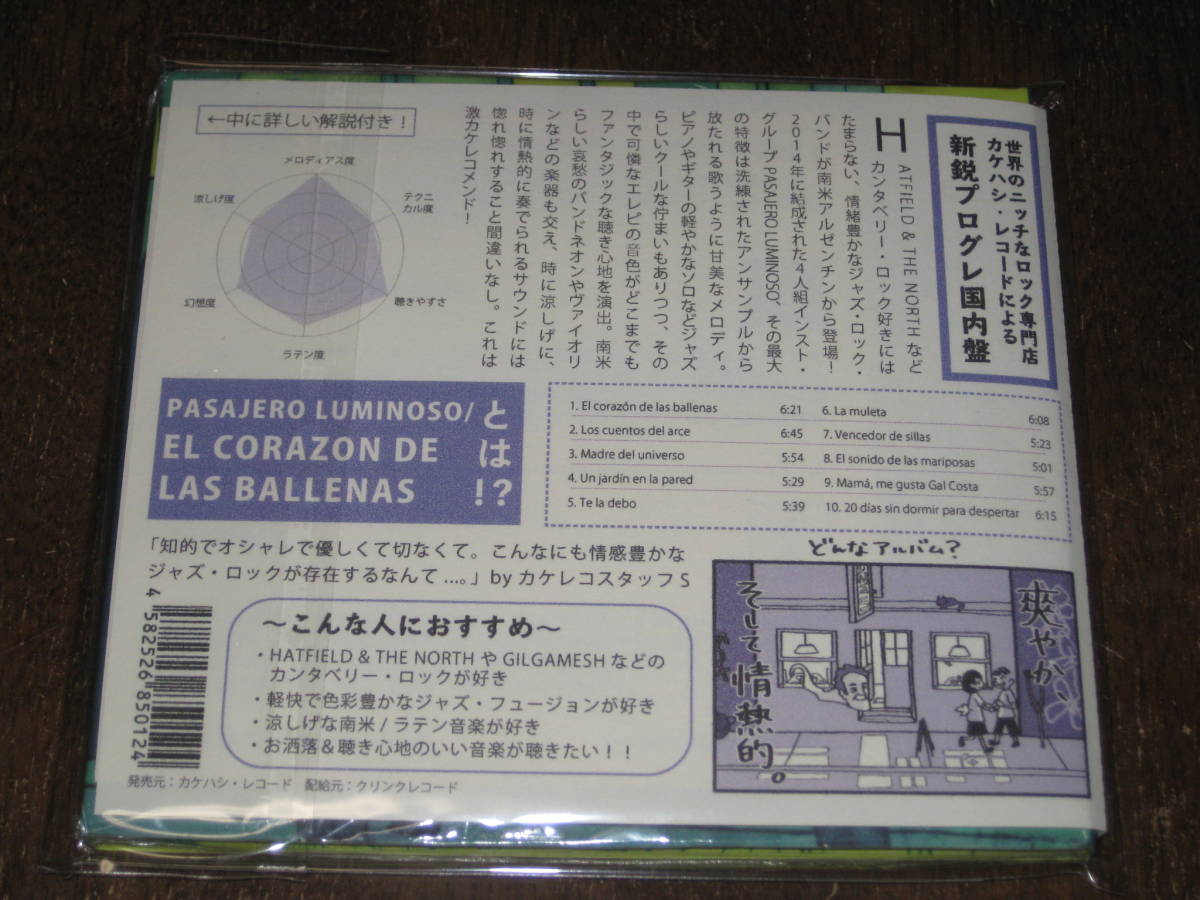 世界のニッチなロック専門店
カケハシ・レコードによる
新鋭プログレ国内盤
HATFIELD & THE NORTH など
カンタベリー・ロック好きには
たまらない、情緒豊かなジャズ・ロック・
バンドが南米アルゼンチンから登場!
2014年に結成された4人組インスト・
グループ PASAJERO LUMINOSO、その最大
の特徴は洗練されたアンサンブルから
放たれる歌うように甘美なメロディ。
ピアノやギターの軽やかなソロなどジャズ
らしいクールな佇まいもありつつ、その
中で可憐なエレピの音色がどこまでも
ファンタジックな聴き心地を演出。南米
らしい哀愁のバンドネオンやヴァイオリ
ンなどの楽器も交え、時に涼しげに、
時に情熱的に奏でられるサウンドには
惚れ惚れすること間違いなし。これは
激カケレコメンド!
←中に詳しい解説付き!
メロディアス度
テクニ
カル度
聴きやすさ
ラテン度
幻想度
涼しげ度
PASAJERO LUMINOSO/
EL CORAZON DE
LAS BALLENAS
とは!?
1. El corazón de las ballenas 6:21
2. Los cuentos del arce 6:45
3. Madre del universo 5:54
4. Un jardín en la pared 5:29
5. Te la debo 5:39
6. La muleta 6:08
7. Vencedor de sillas 5:23
8. El sonido de las mariposas 5:01
9. Mamá, me gusta Gal Costa 5:57
10. 20 días sin dormir para despertar 6:15
「知的でオシャレで優しくて切なくて。こんなにも情感豊かな
ジャズ・ロックが存在するなんて…。」by カケレコスタッフ S
4582526850124
～こんな人におすすめ～
・HATFIELD & THE NORTH や GILGAMESH などの
カンタベリー・ロックが好き
・軽快で色彩豊かなジャズ・フュージョンが好き
・涼しげな南米 / ラテン音楽が好き
・お洒落＆聴き心地のいい音楽が聴きたい!!
発売元:カケハシ・レコード 配給元:クリンクレコード
どんなアルバム?
爽やか、
そして情熱的。